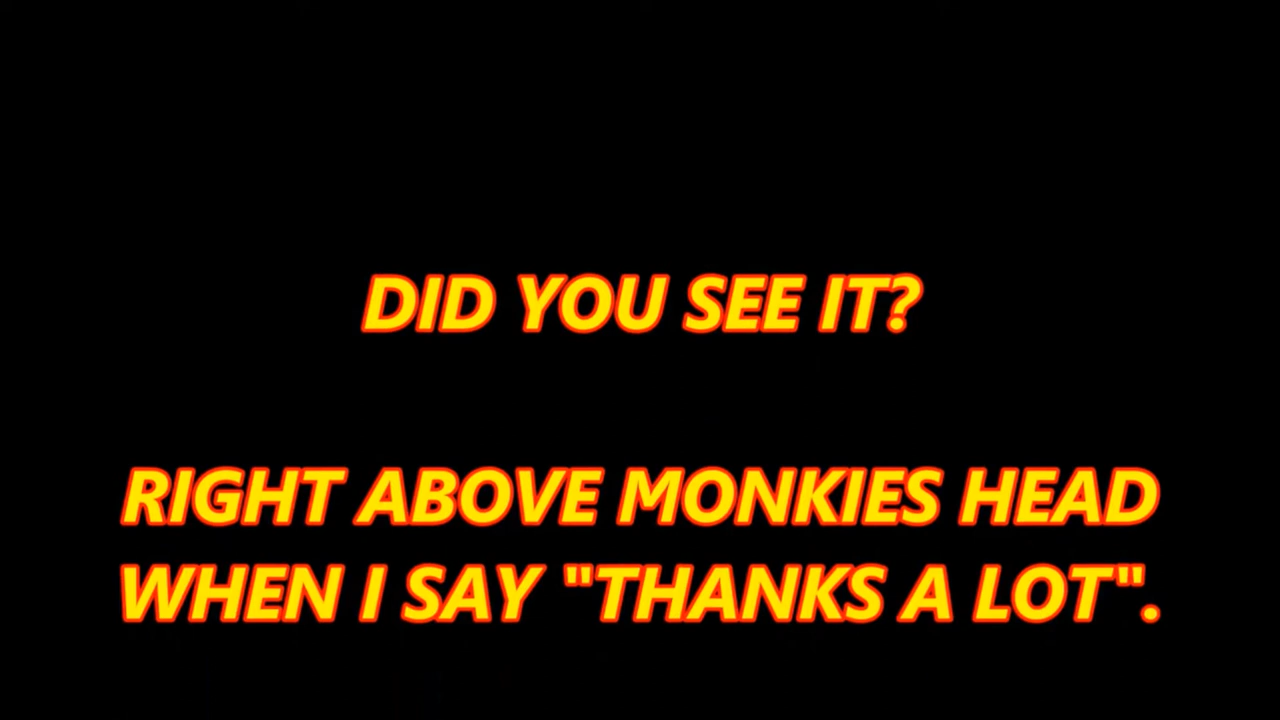 DID YOU SEE IT?
RIGHT ABOVE MONKIES HEAD
WHEN I SAY "THANKS A LOT".